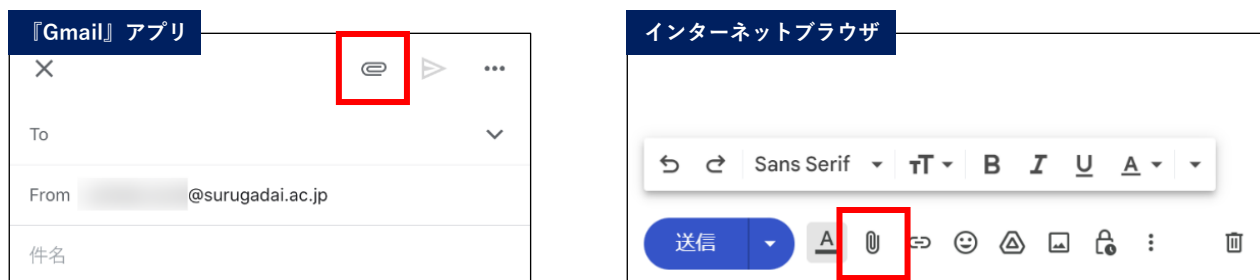 『Gmail』アプリ
To
From @surugadai.ac.jp
件名
インターネットブラウザ
Sans Serif TT B I U A
送信 A